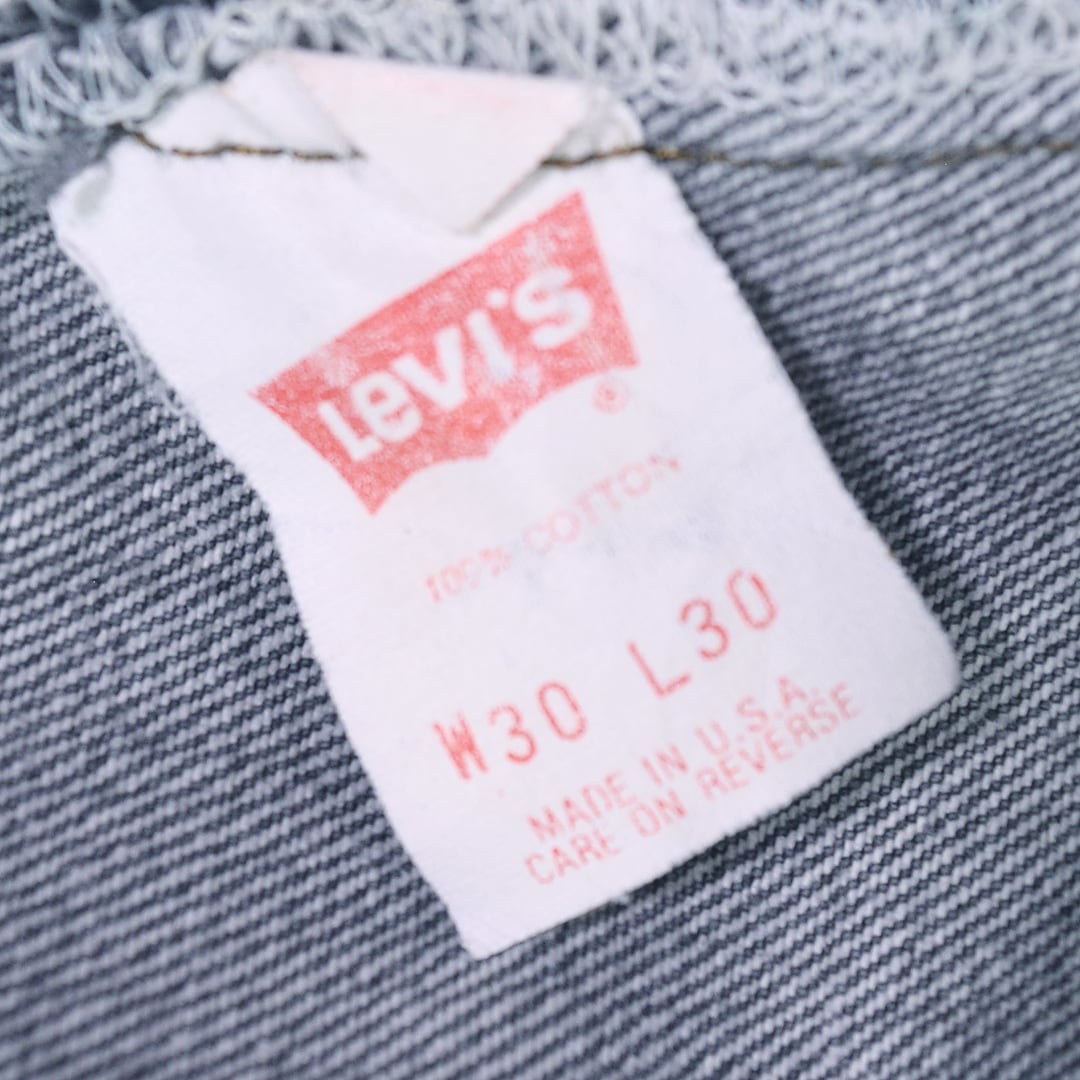 Levi's
®
100% COTTON
W30 L30
MADE IN U.S.A.
CARE ON REVERSE